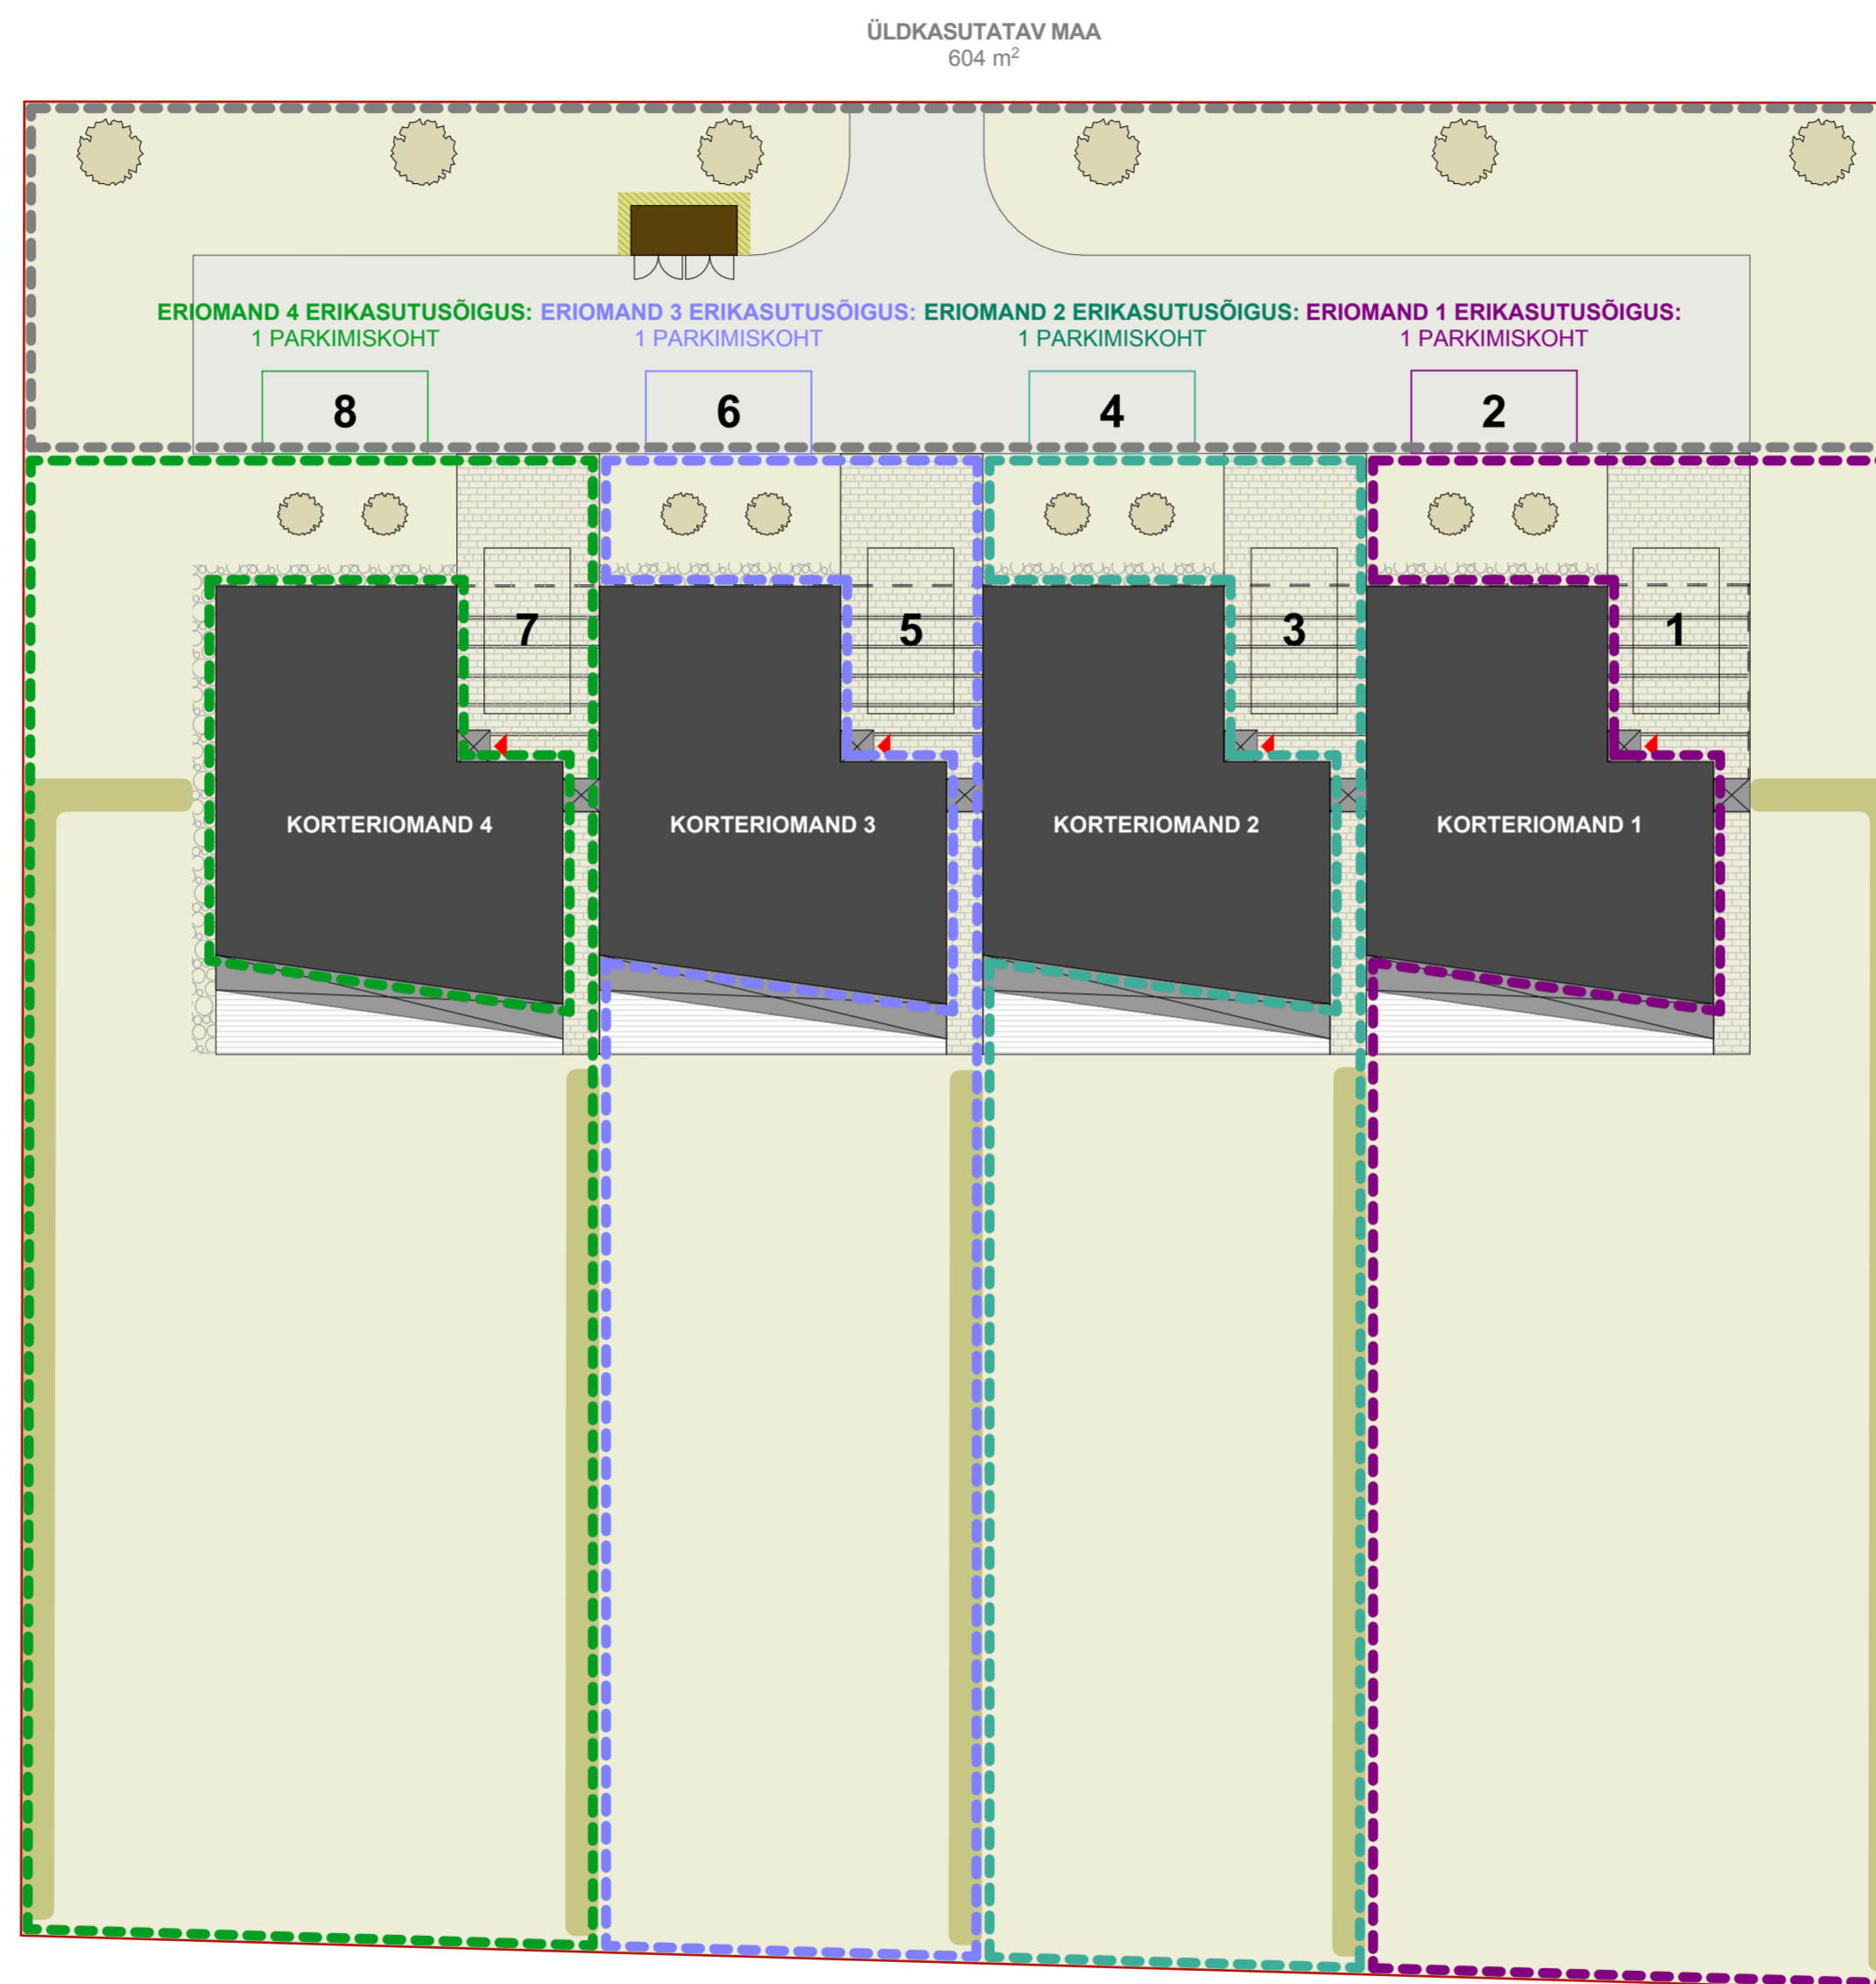 ÜLDKASUTATAV MAA
604 m²
ERIOMAND 4 ERIKASUTUSÕIGUS: ERIOMAND 3 ERIKASUTUSÕIGUS: ERIOMAND 2 ERIKASUTUSÕIGUS: ERIOMAND 1 ERIKASUTUSÕIGUS:
1 PARKIMISKOHT 1 PARKIMISKOHT 1 PARKIMISKOHT 1 PARKIMISKOHT
8 6 4 2
7 5 3 1
KORTERIOMAND 4 KORTERIOMAND 3 KORTERIOMAND 2 KORTERIOMAND 1